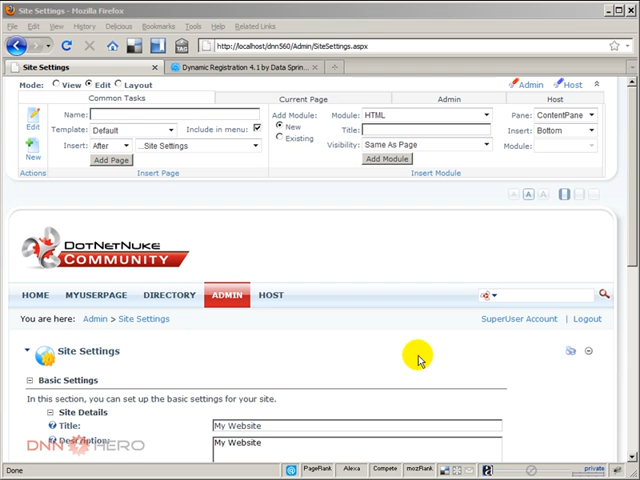 Site Settings - Mozilla Firefox
File Edit View History Delicious Bookmarks Tools Help Related Links
http://localhost/dnn560/Admin/SiteSettings.aspx
Site Settings
Dynamic Registration 4.1 by Data Sprin...
Mode: View Edit Layout
Admin Host
Common Tasks Current Page Admin Host
Edit
New
Actions
Name:
Template: Default Include in menu:
Insert: After ...Site Settings
Add Page
Insert Page
Add Module: New Existing
Module: HTML Pane: ContentPane
Title: Insert: Bottom
Visibility: Same As Page Module:
Add Module
Insert Module
A A A
DOTNETNUKE
COMMUNITY
HOME MYUSERPAGE DIRECTORY ADMIN HOST
You are here: Admin > Site Settings SuperUser Account | Logout
Site Settings
Basic Settings
In this section, you can set up the basic settings for your site.
Site Details
Title: My Website
Description: My Website
DNN HERO
Done PageRank Alexa Compete mozRank private